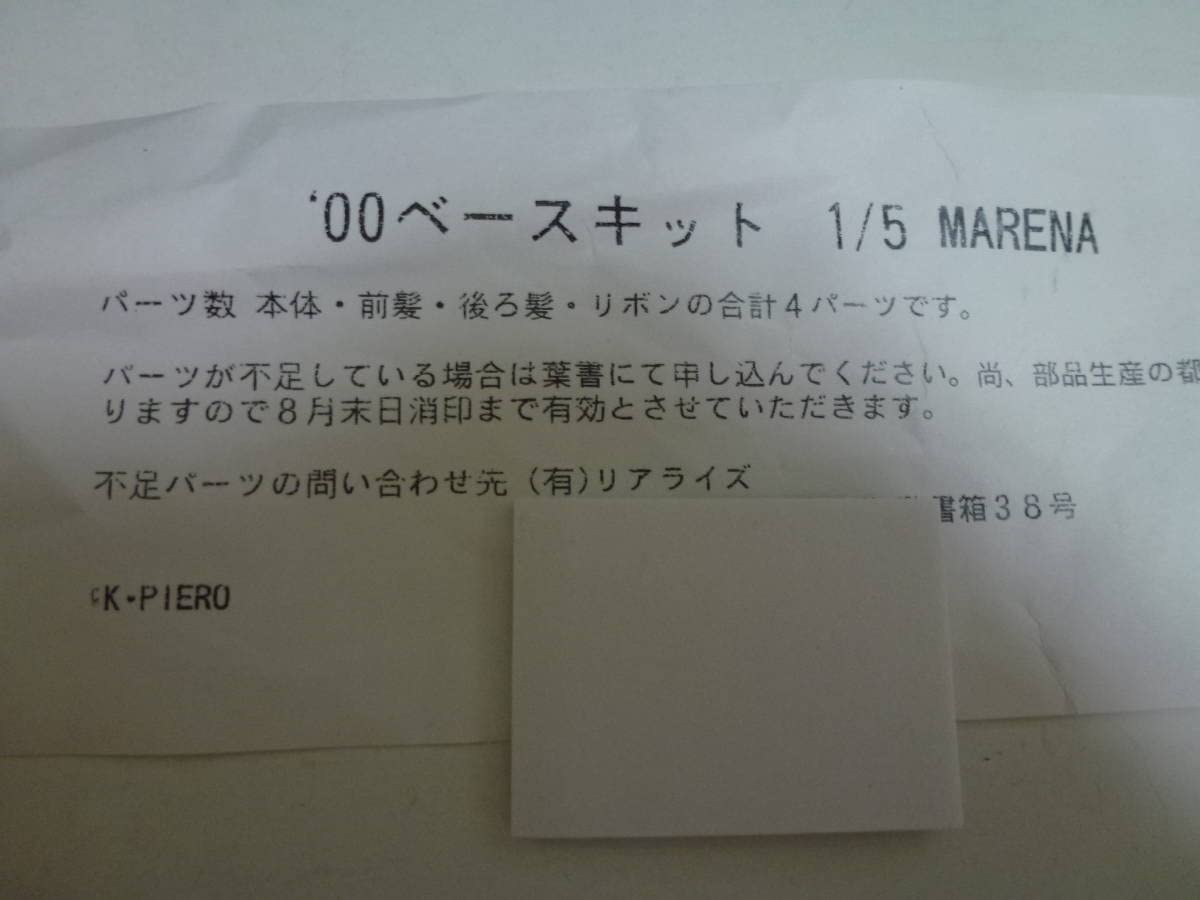 '00ベースキット 1/5 MARENA
パーツ数 本体・前髪・後ろ髪・リボンの合計4パーツです。
パーツが不足している場合は葉書にて申し込んでください。尚、部品生産の都
りますので8月末日消印まで有効とさせていただきます。
不足パーツの問い合わせ先 (有)リアライズ
書箱38号
©K・PIERO